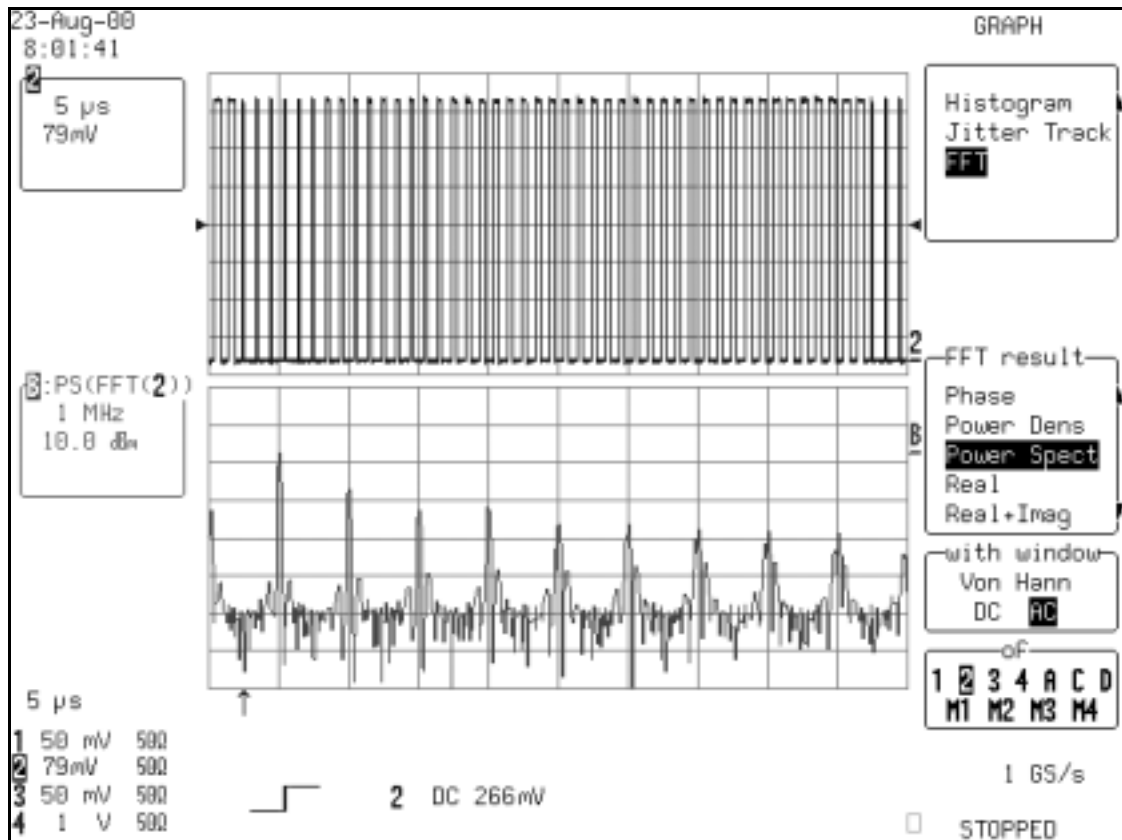 23-Aug-00
8:01:41
GRAPH
2
5 µs
79mV
Histogram
Jitter Track
FFT
2
B:PS(FFT(2))
1 MHz
10.0 dBm
B
FFT result
Phase
Power Dens
Power Spect
Real
Real+Imag
with window
Von Hann
DC AC
of
1 2 3 4 A C D
M1 M2 M3 M4
5 µs
1 50 mV 50Ω
2 79mV 50Ω
3 50 mV 50Ω
4 1 V 50Ω
2 DC 266mV
1 GS/s
STOPPED